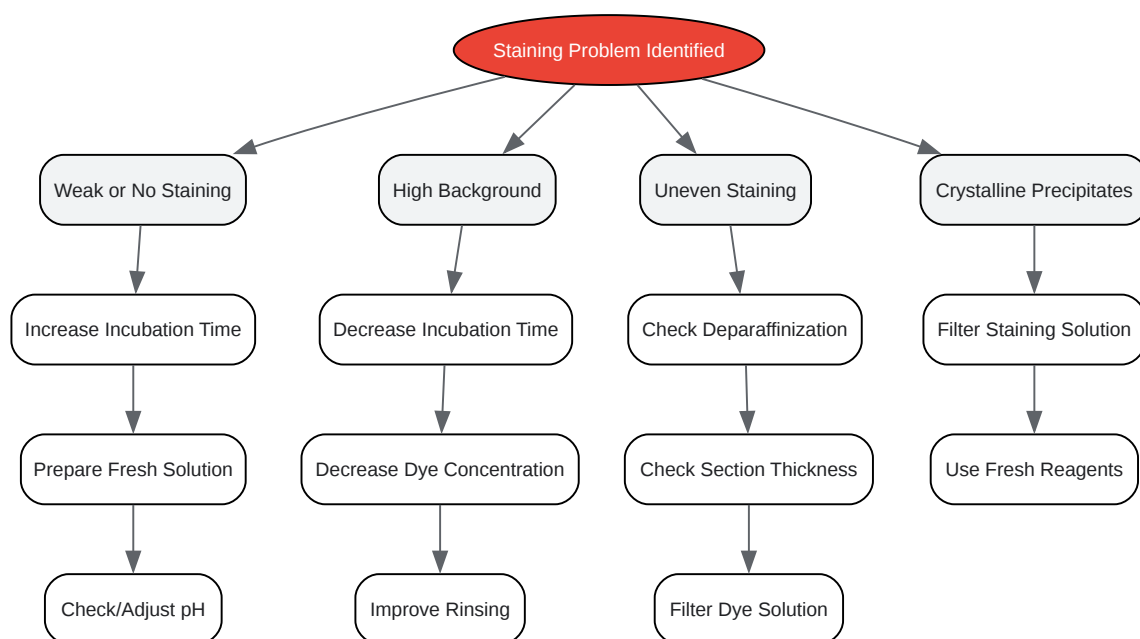 Staining Problem Identified
Weak or No Staining
High Background
Uneven Staining
Crystalline Precipitates
Increase Incubation Time
Decrease Incubation Time
Check Deparaffinization
Filter Staining Solution
Prepare Fresh Solution
Decrease Dye Concentration
Check Section Thickness
Use Fresh Reagents
Check/Adjust pH
Improve Rinsing
Filter Dye Solution